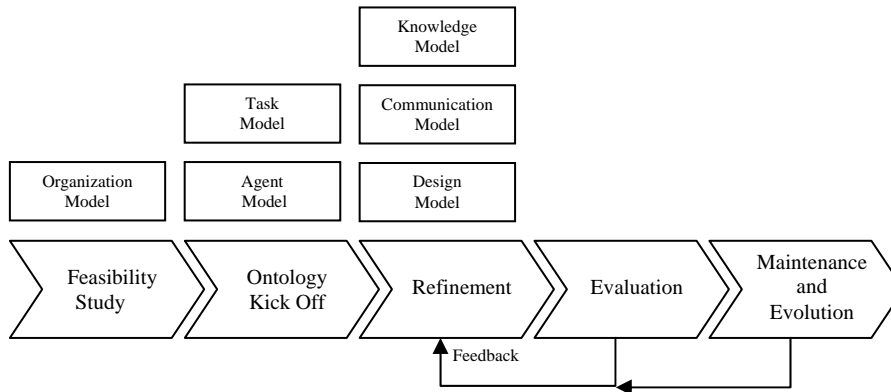 Knowledge
Model
Task
Model
Communication
Model
Organization
Model
Agent
Model
Design
Model
Feasibility
Study
Ontology
Kick Off
Refinement
Evaluation
Maintenance
and
Evolution
Feedback